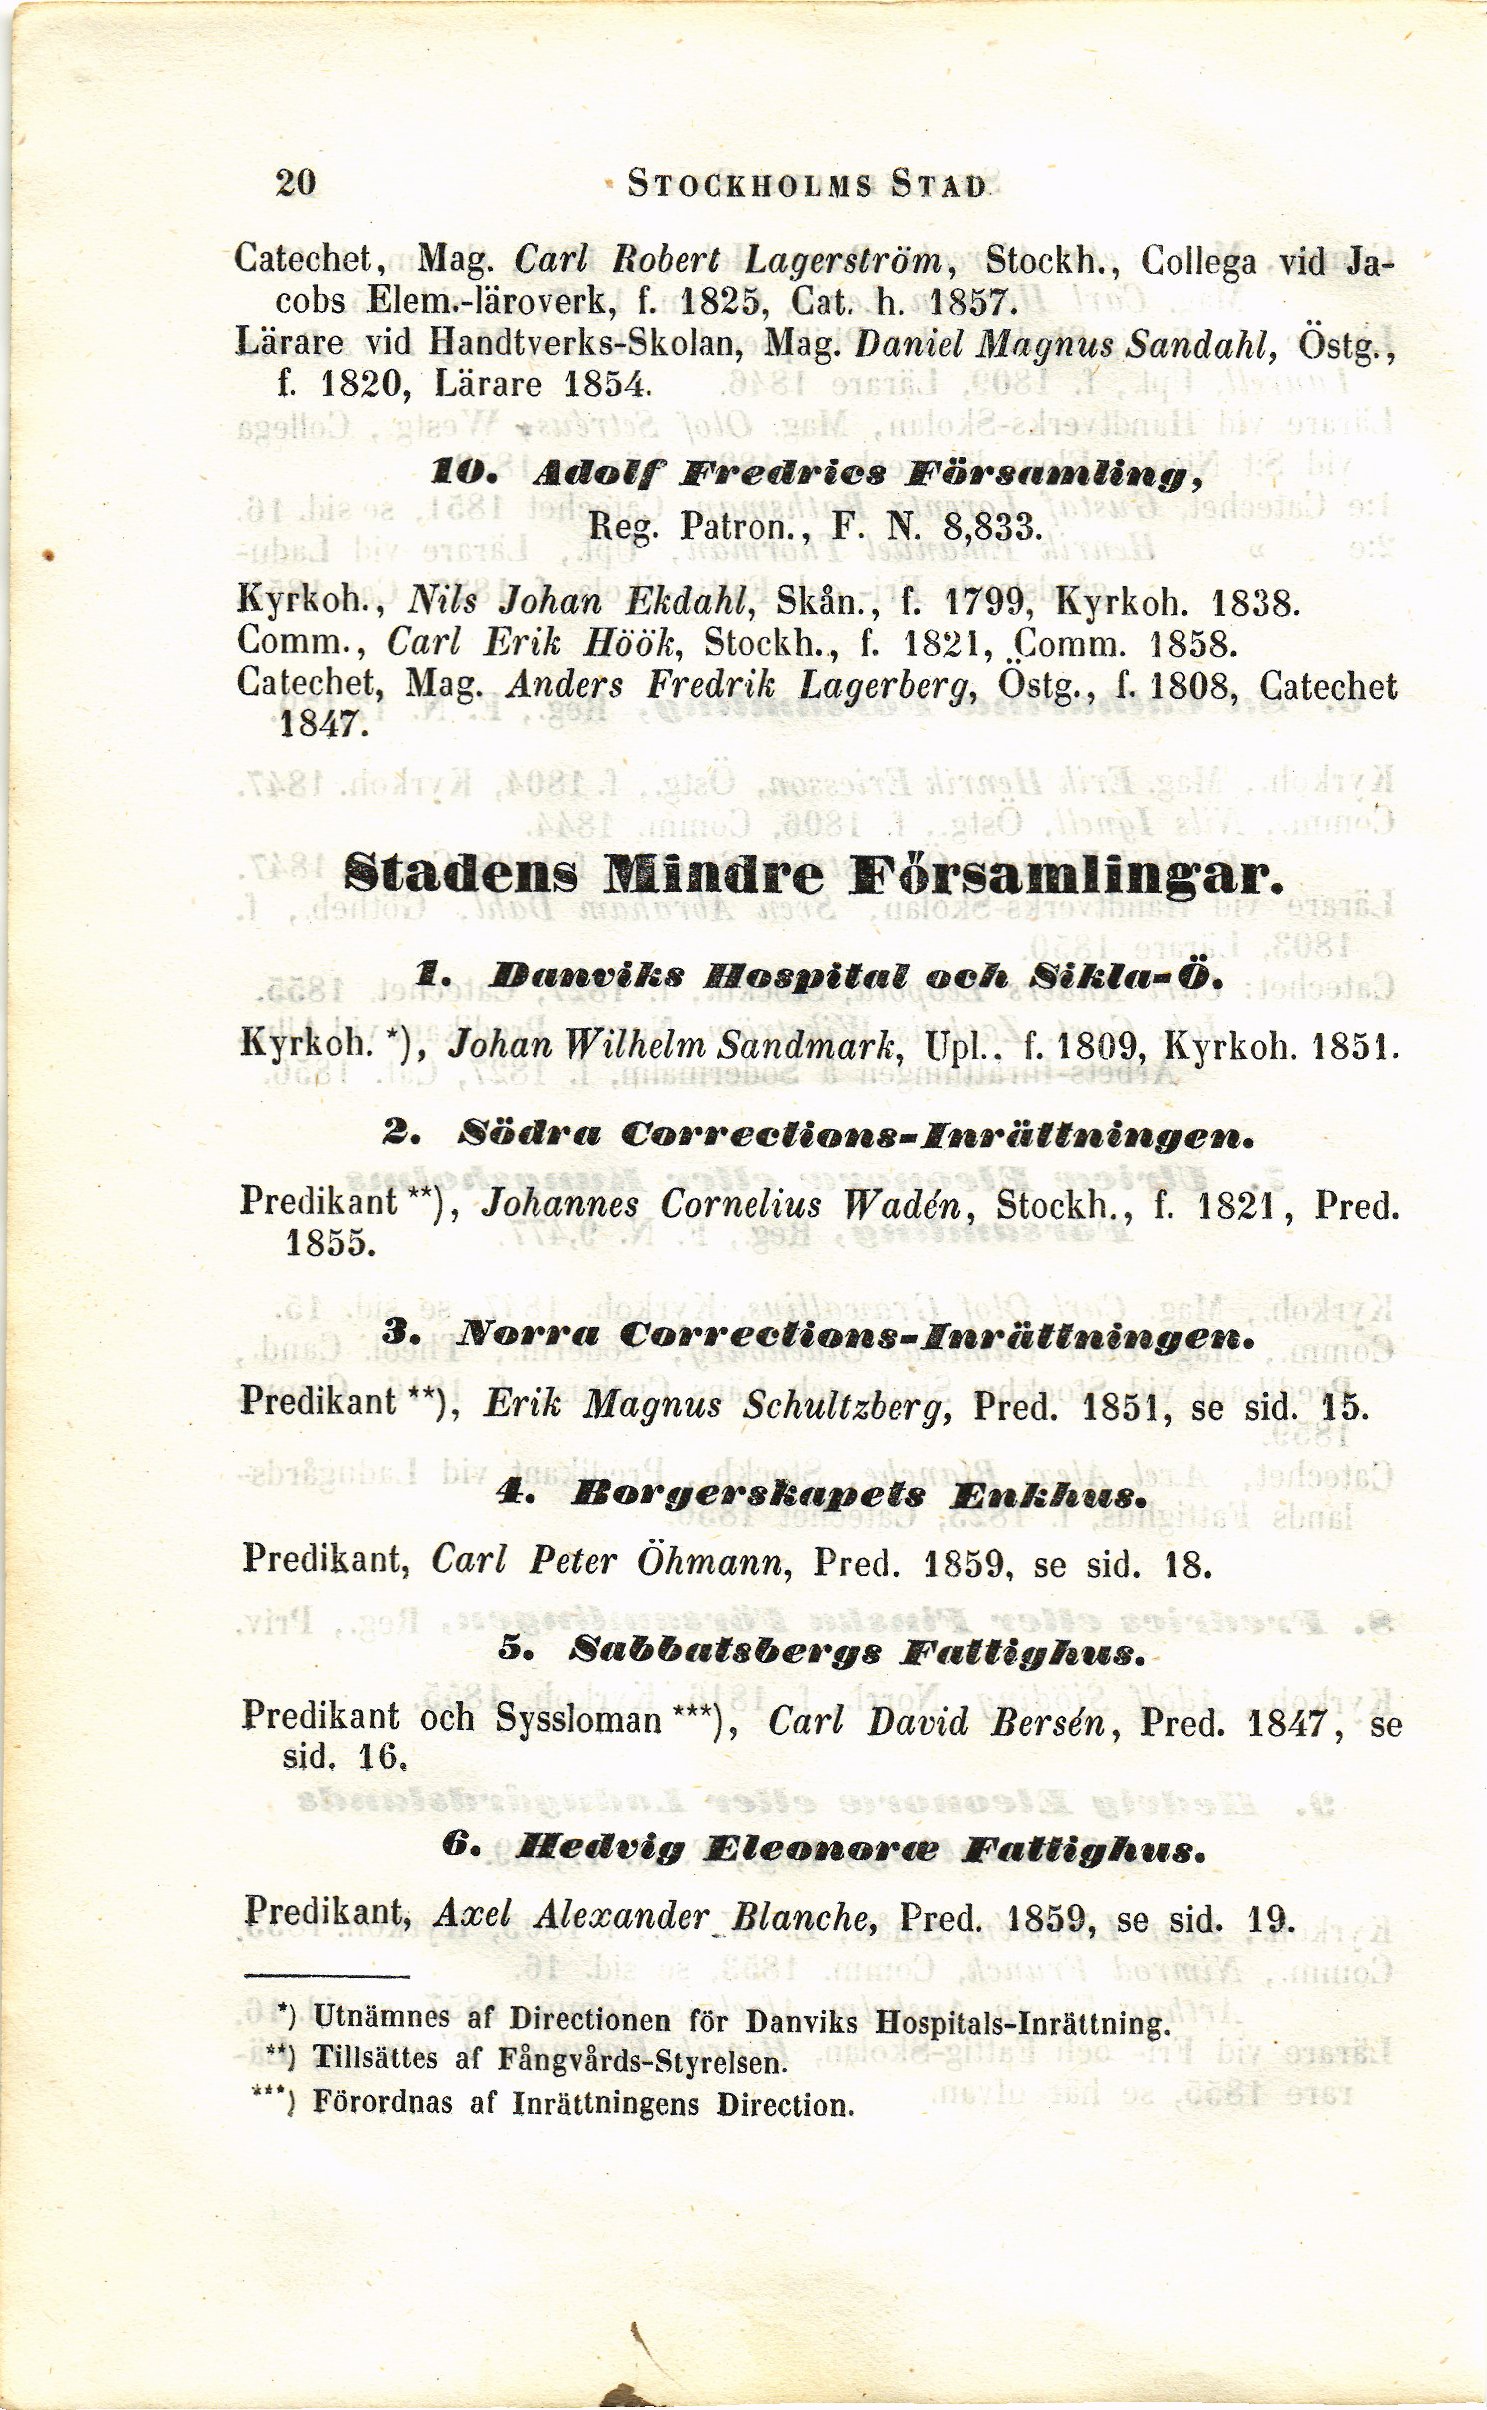 20 STOCKHOLMS STAD
Catechet, Mag. Carl Robert Lagerström, Stockh., Collega vid Ja-
cobs Elem.-läroverk, f. 1825, Cat. h. 1857.
Lärare vid Handtverks-Skolan, Mag. Daniel Magnus Sandahl, Östg.,
f. 1820, Lärare 1854.
10. Adolf Fredrics Församling,
Reg. Patron., F. N. 8,833.
Kyrkoh., Nils Johan Ekdahl, Skån., f. 1799, Kyrkoh. 1838.
Comm., Carl Erik Höök, Stockh., f. 1821, Comm. 1858.
Catechet, Mag. Anders Fredrik Lagerberg, Östg., f. 1808, Catechet
1847.
Stadens Mindre Församlingar.
1. Danviks Hospital och Sikla-Ö.
Kyrkoh. *), Johan Wilhelm Sandmark, Upl.. f. 1809, Kyrkoh. 1851.
2. Södra Corrections-Inrättningen.
Predikant **), Johannes Cornelius Wadén, Stockh., f. 1821, Pred.
1855.
3. Norra Corrections-Inrättningen.
Predikant **), Erik Magnus Schultzberg, Pred. 1851, se sid. 15.
4. Borgerskapets Enkhus.
Predikant, Carl Peter Öhmann, Pred. 1859, se sid. 18.
5. Sabbatsbergs Fattighus.
Predikant och Syssloman ***), Carl David Bersén, Pred. 1847, se
sid. 16.
6. Hedvig Eleonoræ Fattighus.
Predikant, Axel Alexander Blanche, Pred. 1859, se sid. 19.
*) Utnämnes af Directionen för Danviks Hospitals-Inrättning.
**) Tillsättes af Fångvårds-Styrelsen.
***) Förordnas af Inrättningens Direction.